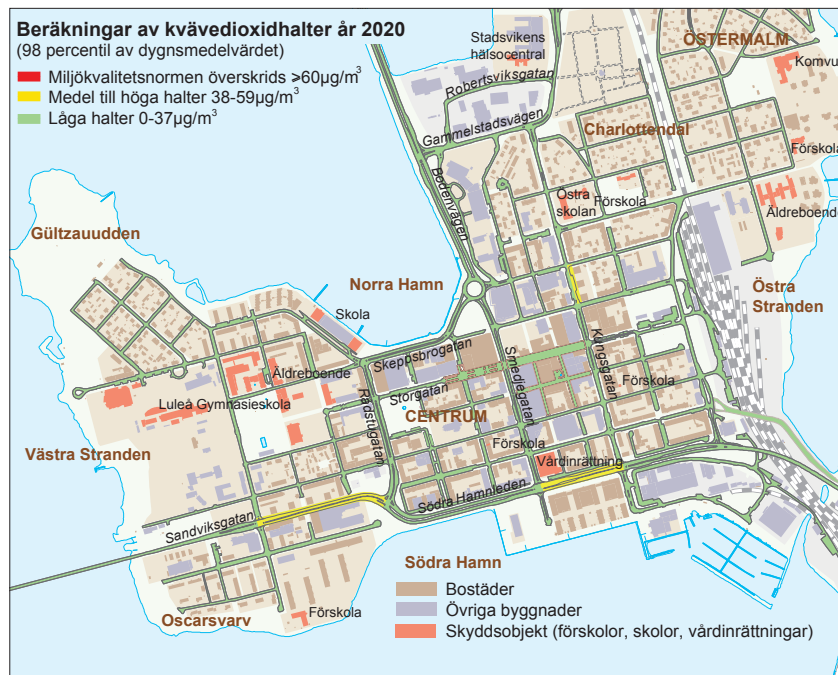 Beräkningar av kvävedioxidhalter år 2020
(98 percentil av dygnsmedelvärdet)
Miljökvalitetsnormen överskrids >60µg/m³
Medel till höga halter 38-59µg/m³
Låga halter 0-37µg/m³
Stadsvikens
hälsocentral
ÖSTERMALM
Komvux
Robertsviksgatan
Gammelstadsvägen
Charlottendal
Förskola
Bodenvägen
Östra
skolan
Förskola
Äldreboende
Gültzauudden
Norra Hamn
Östra
Stranden
Skola
Kungsgatan
Skeppsbrogatan
Smedjegatan
Äldreboende
Storgatan
Förskola
Luleå Gymnasieskola
Rådstugatan
CENTRUM
Västra Stranden
Förskola
Vårdinrättning
Södra Hamnleden
Sandviksgatan
Södra Hamn
Bostäder
Övriga byggnader
Skyddsobjekt (förskolor, skolor, vårdinrättningar)
Förskola
Oscarsvarv